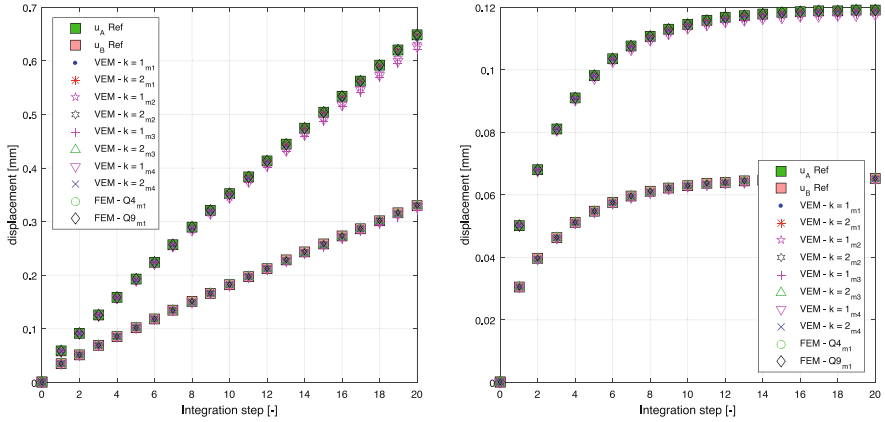 0.7
0.6
0.5
0.4
0.3
0.2
0,1
0
displacement [mm]
0 2 4 6 8 10 12 14 16 18 20
Integration step [-]
u_A Ref
u_B Ref
VEM - k = 1_m1
VEM - k = 2_m1
VEM - k = 1_m2
VEM - k = 2_m2
VEM - k = 1_m3
VEM - k = 2_m3
VEM - k = 1_m4
VEM - k = 2_m4
FEM - Q4_m1
FEM - Q9_m1
0,12
0,1
0,08
0,06
0,04
0,02
0
displacement [mm]
0 2 4 6 8 10 12 14 16 18 20
Integration step [-]
u_A Ref
u_B Ref
VEM - k = 1_m1
VEM - k = 2_m1
VEM - k = 1_m2
VEM - k = 2_m2
VEM - k = 1_m3
VEM - k = 2_m3
VEM - k = 1_m4
VEM - k = 2_m4
FEM - Q4_m1
FEM - Q9_m1